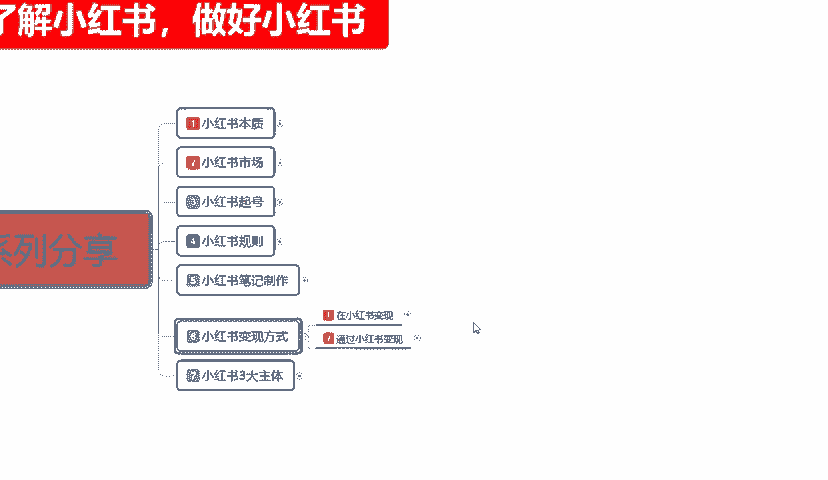 了解小红书，做好小红书
1 小红书本质
2 小红书市场
3 小红书起号
4 小红书规则
系列分享
5 小红书笔记制作
1 在小红书变现
6 小红书变现方式
2 通过小红书变现
7 小红书3大主体